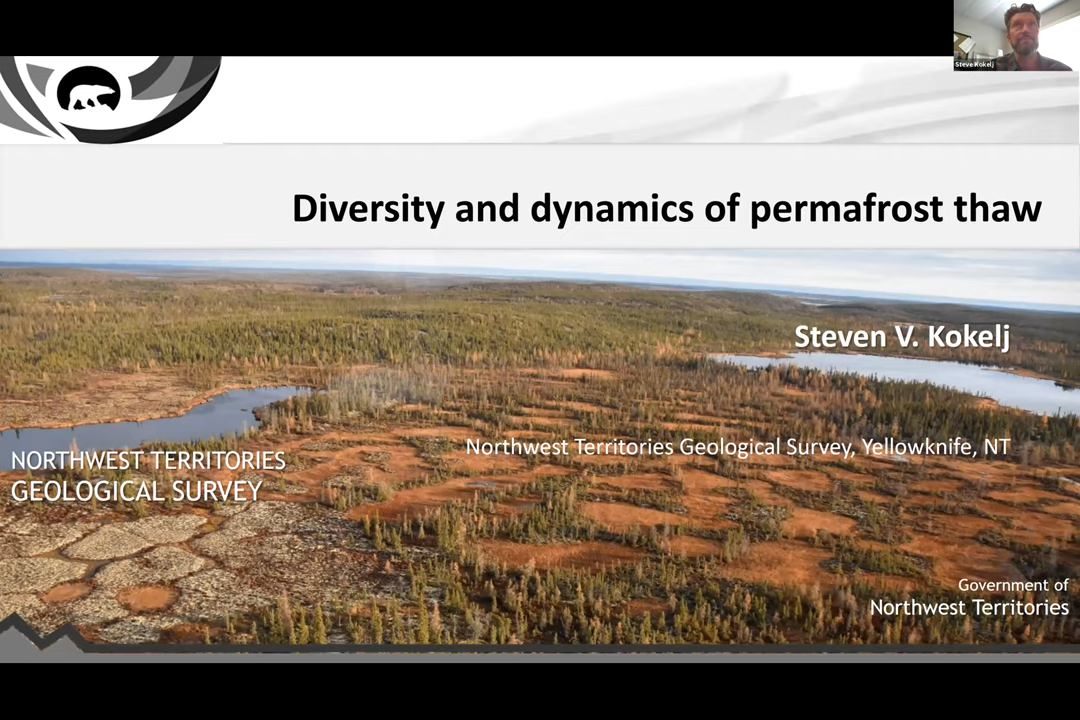 Steve Kokelj
Diversity and dynamics of permafrost thaw
Steven V. Kokelj
Northwest Territories Geological Survey, Yellowknife, NT
NORTHWEST TERRITORIES
GEOLOGICAL SURVEY
Government of
Northwest Territories